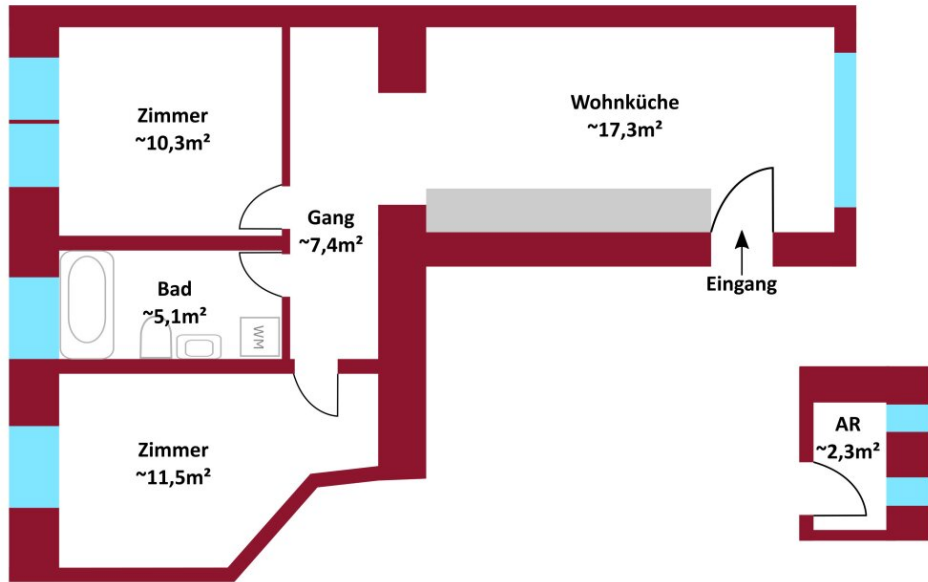 Zimmer
~10,3m²
Wohnküche
~17,3m²
Gang
~7,4m²
Bad
~5,1m²
WM
Eingang
Zimmer
~11,5m²
AR
~2,3m²